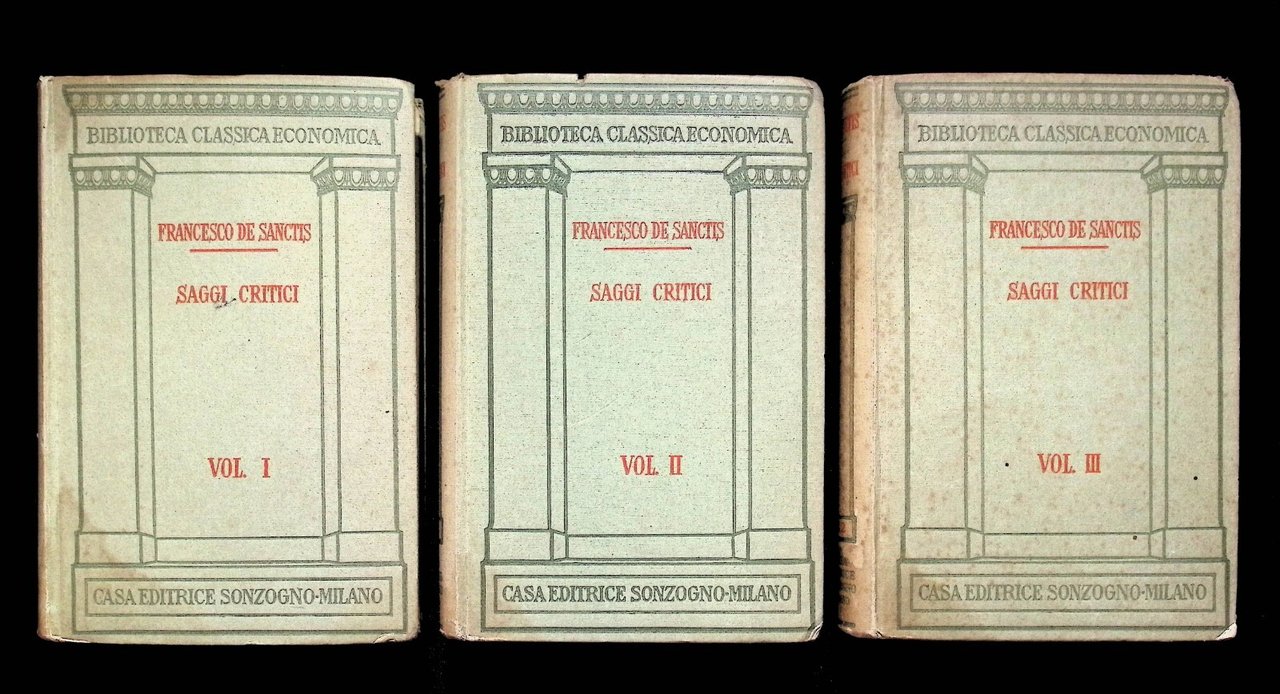 BIBLIOTECA CLASSICA ECONOMICA
FRANCESCO DE SANCTIS
SAGGI CRITICI
VOL. I
CASA EDITRICE SONZOGNO-MILANO
BIBLIOTECA CLASSICA ECONOMICA
FRANCESCO DE SANCTIS
SAGGI CRITICI
VOL. II
CASA EDITRICE SONZOGNO-MILANO
BIBLIOTECA CLASSICA ECONOMICA
FRANCESCO DE SANCTIS
SAGGI CRITICI
VOL. III
CASA EDITRICE SONZOGNO-MILANO